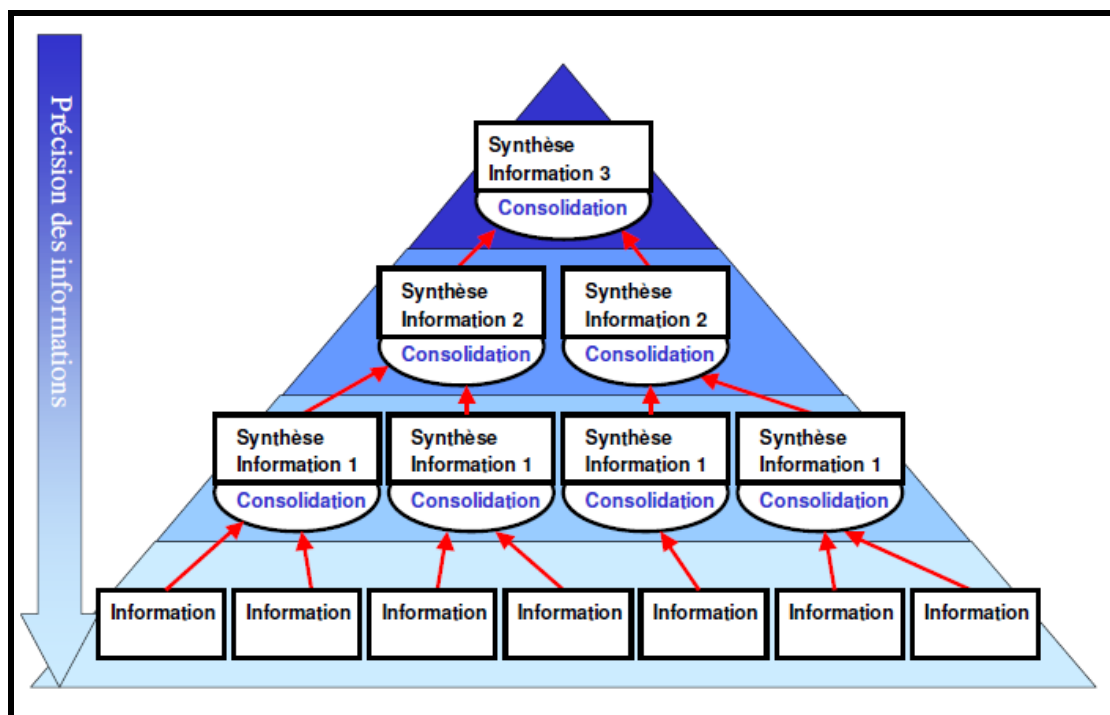 Précision des informations
Synthèse
Information 3
Consolidation
Synthèse
Information 2
Consolidation
Synthèse
Information 2
Consolidation
Synthèse
Information 1
Consolidation
Synthèse
Information 1
Consolidation
Synthèse
Information 1
Consolidation
Synthèse
Information 1
Consolidation
Information
Information
Information
Information
Information
Information
Information